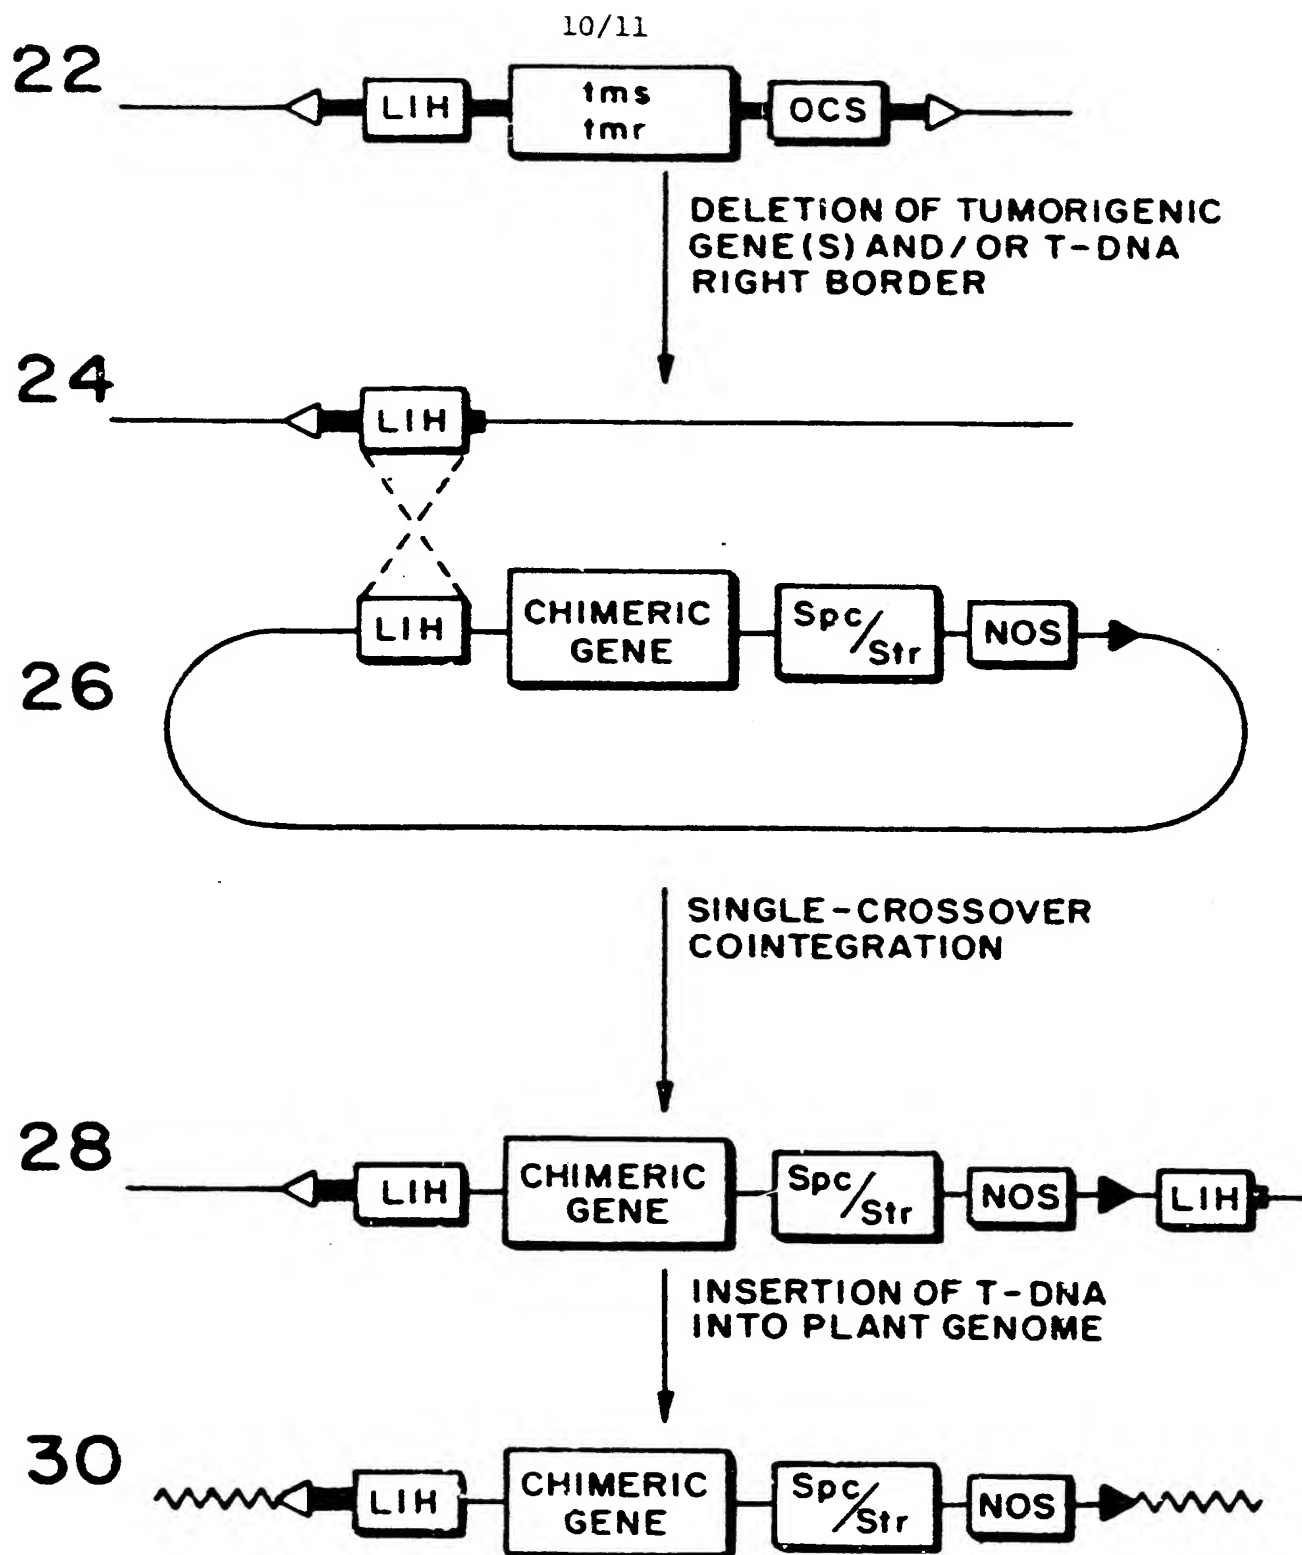 10/11
22
LIH
tms
tmr
OCS
DELETION OF TUMORIGENIC
GENE(S) AND/OR T-DNA
RIGHT BORDER
24
LIH
26
LIH
CHIMERIC
GENE
Spc/
Str
NOS
SINGLE-CROSSOVER
COINTEGRATION
28
LIH
CHIMERIC
GENE
Spc/
Str
NOS
LIH
INSERTION OF T-DNA
INTO PLANT GENOME
30
LIH
CHIMERIC
GENE
Spc/
Str
NOS